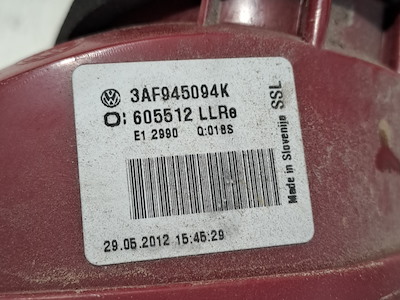 3AF945094K
605512 LLRe
E1 2990 Q:018S
29.05.2012 15:45:29
Made in Slovenija SSL